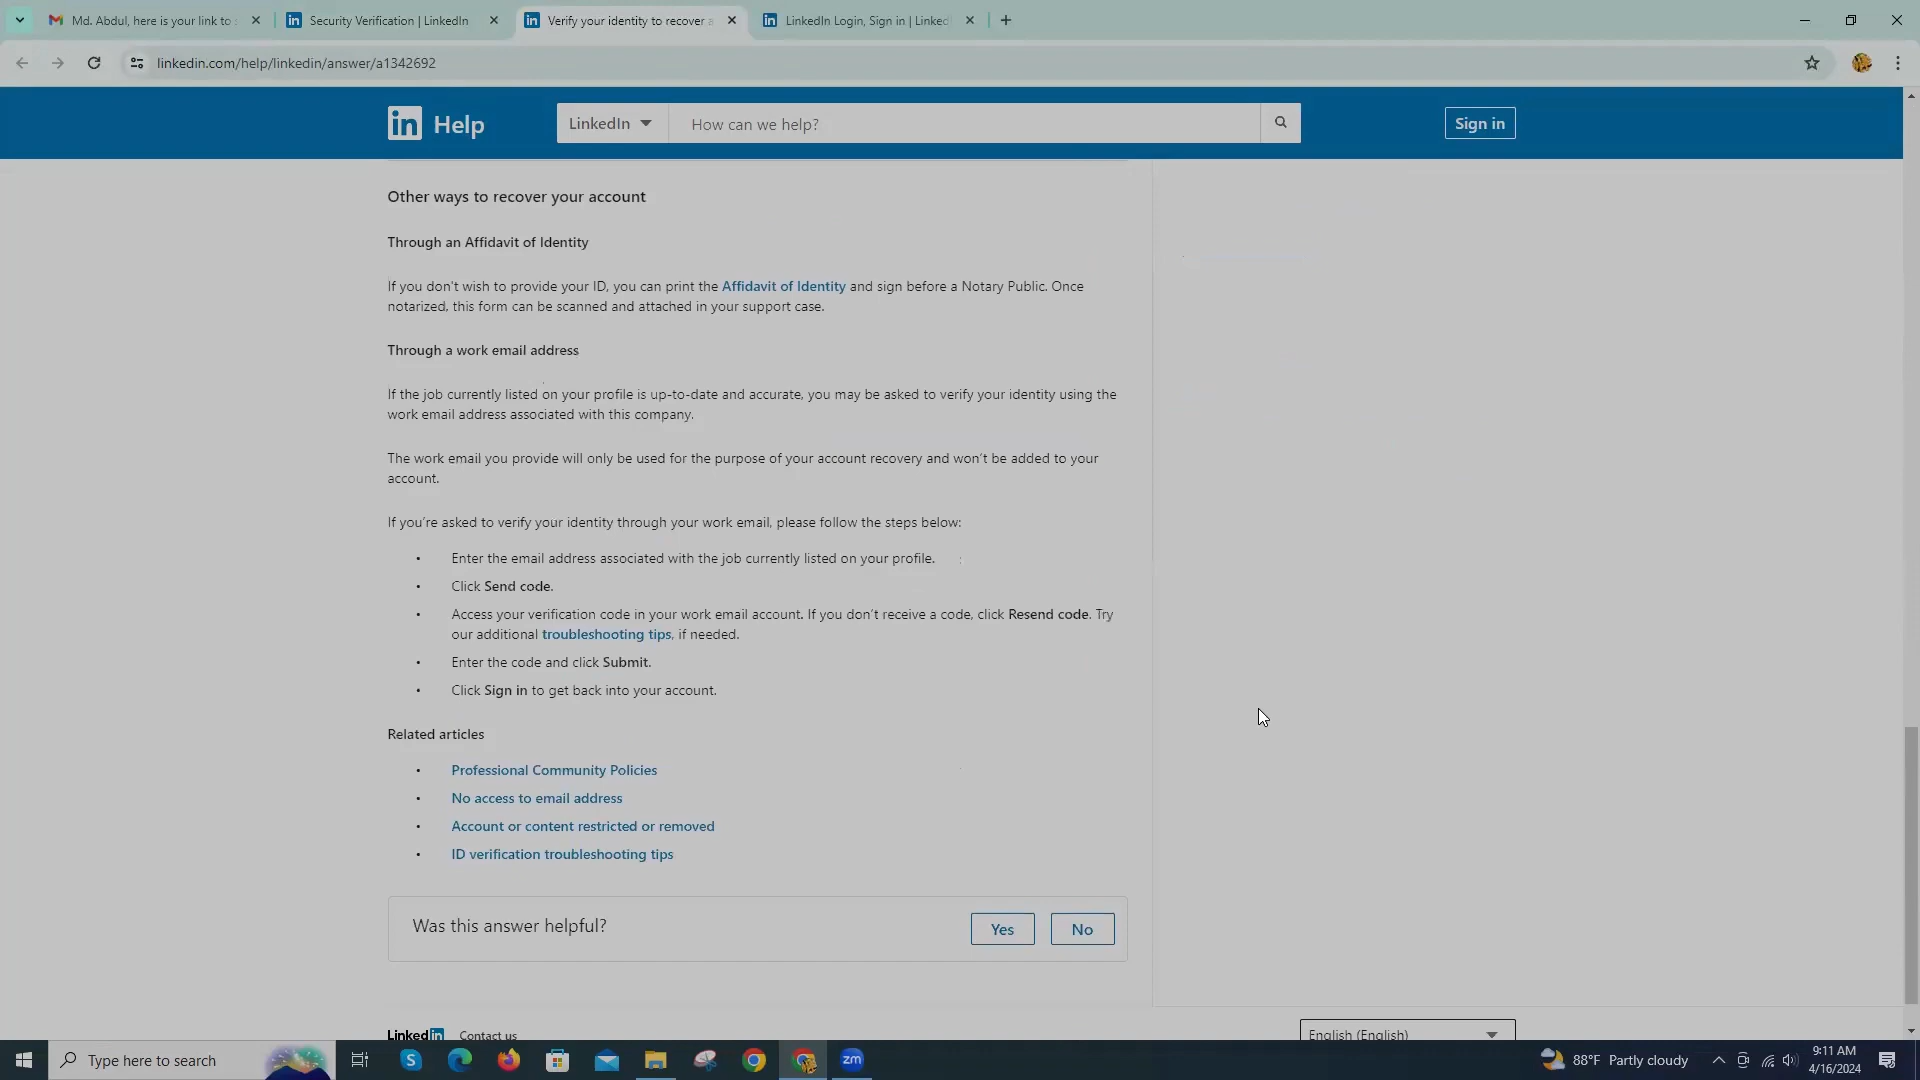 Md. Abdul, here is your link to
Security Verification | LinkedIn
Verify your identity to recover
LinkedIn Login, Sign in | Linked
linkedin.com/help/linkedin/answer/a1342692
in Help
LinkedIn
How can we help?
Sign in
Other ways to recover your account
Through an Affidavit of Identity
If you don't wish to provide your ID, you can print the Affidavit of Identity and sign before a Notary Public. Once
notarized, this form can be scanned and attached in your support case.
Through a work email address
If the job currently listed on your profile is up-to-date and accurate, you may be asked to verify your identity using the
work email address associated with this company.
The work email you provide will only be used for the purpose of your account recovery and won't be added to your
account.
If you're asked to verify your identity through your work email, please follow the steps below:
• Enter the email address associated with the job currently listed on your profile.
• Click Send code.
• Access your verification code in your work email account. If you don't receive a code, click Resend code. Try
our additional troubleshooting tips, if needed.
• Enter the code and click Submit.
• Click Sign in to get back into your account.
Related articles
• Professional Community Policies
• No access to email address
• Account or content restricted or removed
• ID verification troubleshooting tips
Was this answer helpful?
Yes
No
LinkedIn
Contact us
English (English)
Type here to search
zm
88°F Partly cloudy
9:11 AM
4/16/2024